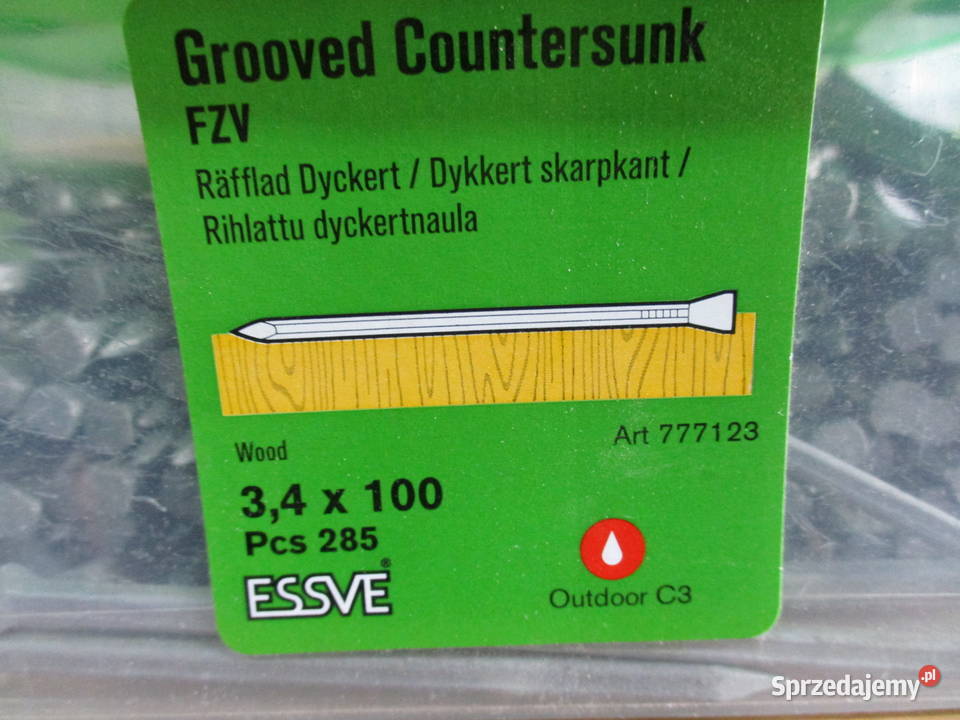 Grooved Countersunk
FZV
Räfflad Dyckert / Dykkert skarpkant /
Rihlattu dyckertnaula
Wood
Art 777123
3,4 x 100
Pcs 285
ESSVE®
Outdoor C3
Sprzedajemy.pl